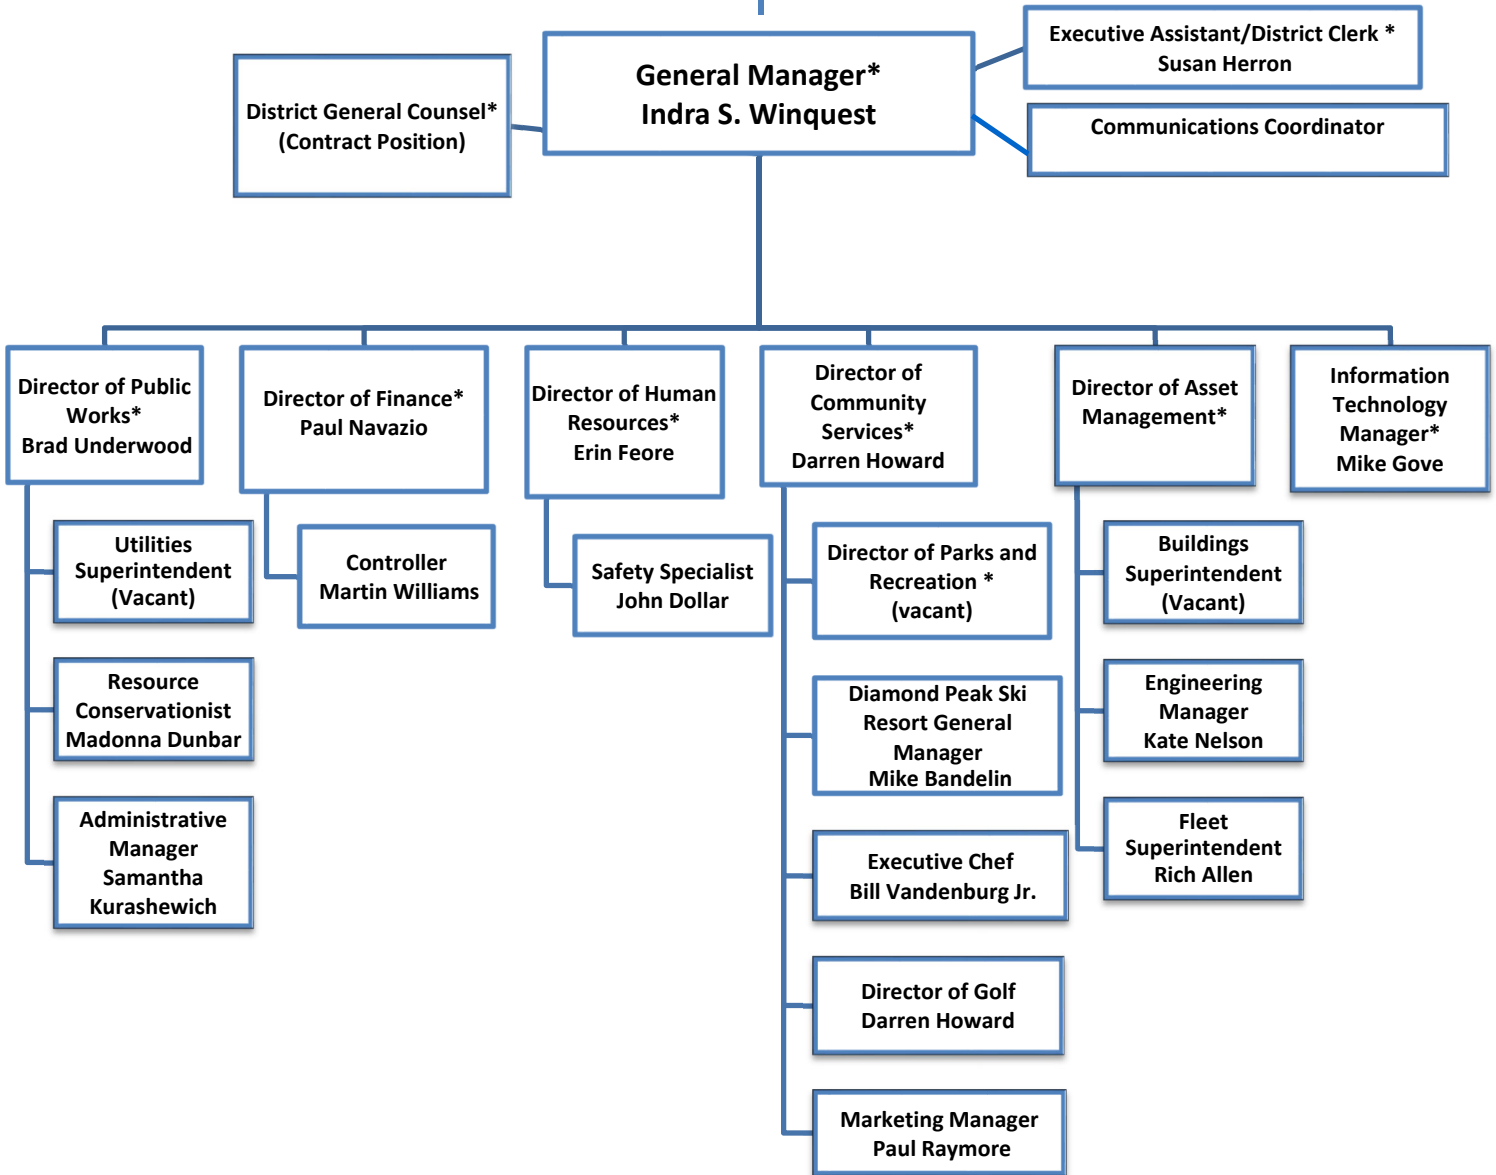 Executive Assistant/District Clerk *
Susan Herron
General Manager*
Indra S. Winquest
District General Counsel*
(Contract Position)
Communications Coordinator
Director of Public
Works*
Brad Underwood
Director of Finance*
Paul Navazio
Director of Human
Resources*
Erin Feore
Director of
Community
Services*
Darren Howard
Director of Asset
Management*
Information
Technology
Manager*
Mike Gove
Utilities
Superintendent
(Vacant)
Resource
Conservationist
Madonna Dunbar
Administrative
Manager
Samantha
Kurashewich
Controller
Martin Williams
Safety Specialist
John Dollar
Director of Parks and
Recreation *
(vacant)
Diamond Peak Ski
Resort General
Manager
Mike Bandelin
Executive Chef
Bill Vandenburg Jr.
Director of Golf
Darren Howard
Marketing Manager
Paul Raymore
Buildings
Superintendent
(Vacant)
Engineering
Manager
Kate Nelson
Fleet
Superintendent
Rich Allen